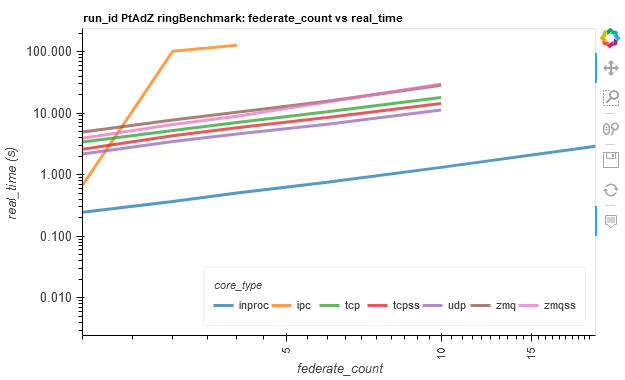 run_id PtAdZ ringBenchmark: federate_count vs real_time
100.000
10.000
1.000
0.100
0.010
real_time (s)
core_type
inproc ipc tcp tcpss udp zmq zmqss
5 10 15
federate_count